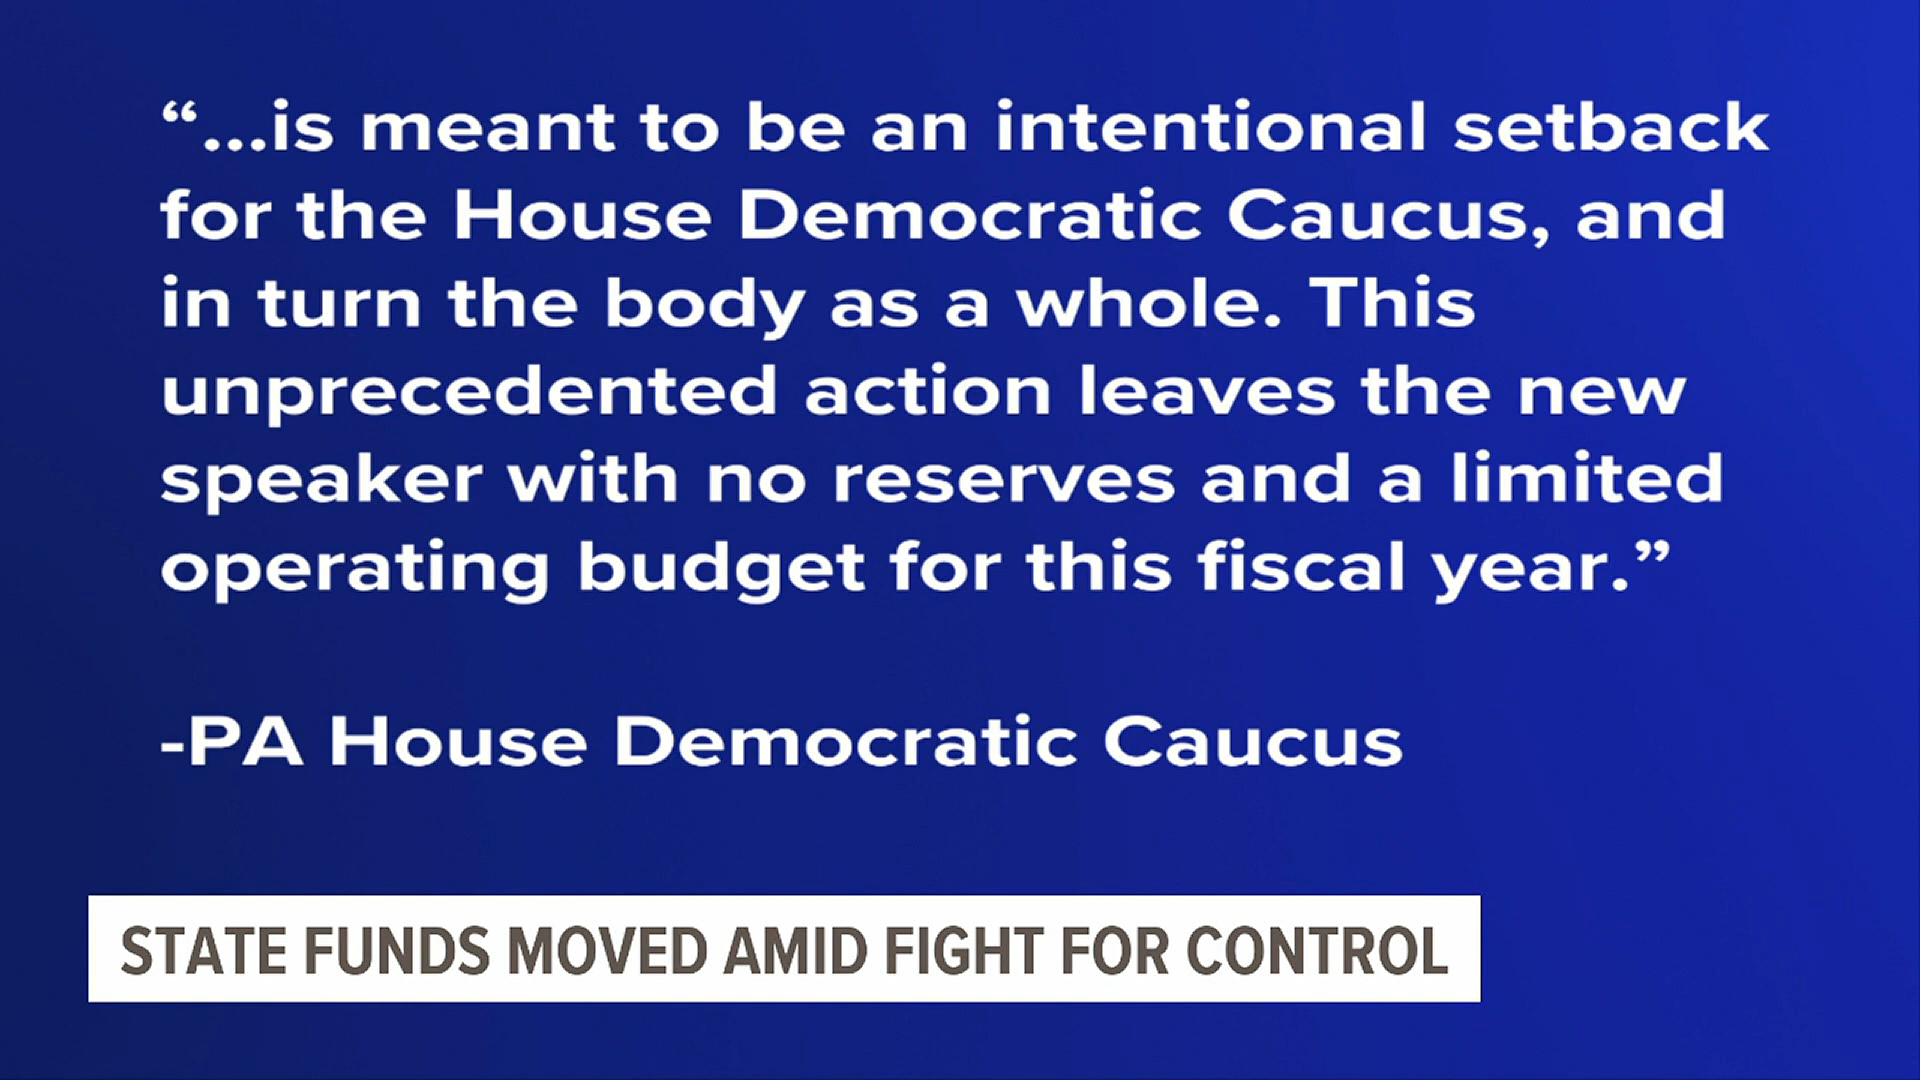 “...is meant to be an intentional setback
for the House Democratic Caucus, and
in turn the body as a whole. This
unprecedented action leaves the new
speaker with no reserves and a limited
operating budget for this fiscal year.”
-PA House Democratic Caucus
STATE FUNDS MOVED AMID FIGHT FOR CONTROL